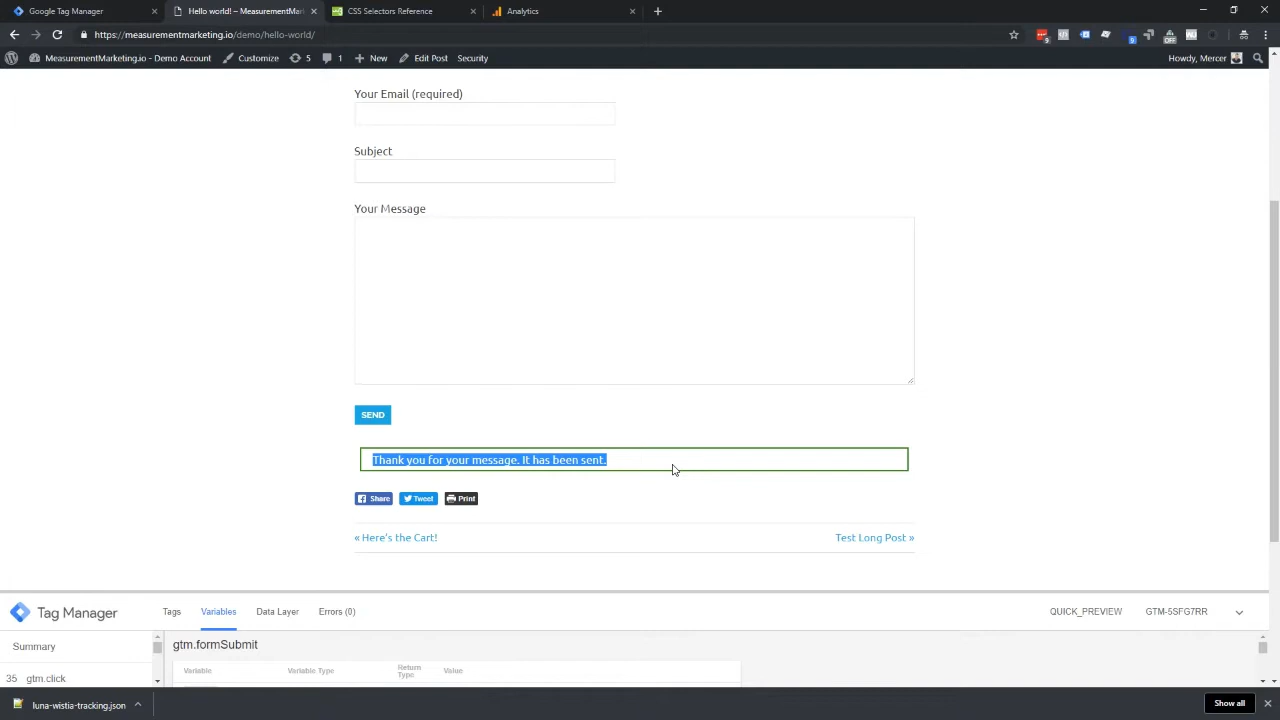 Google Tag Manager
Hello world! – MeasurementMar
CSS Selectors Reference
Analytics
https://measurementmarketing.io/demo/hello-world/
MeasurementMarketing.io - Demo Account
Customize
5
1
New
Edit Post
Security
Howdy, Mercer
Your Email (required)
Subject
Your Message
SEND
Thank you for your message. It has been sent.
Share
Tweet
Print
« Here's the Cart!
Test Long Post »
Tag Manager
Tags
Variables
Data Layer
Errors (0)
QUICK_PREVIEW
GTM-5SFG7RR
Summary
gtm.formSubmit
Variable
Variable Type
Return Type
Value
35 gtm.click
luna-wistia-tracking.json
Show all